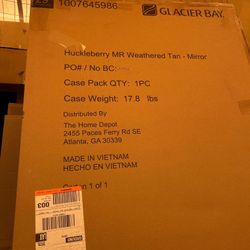 1007645986
GLACIER BAY
Huckleberry MR Weathered Tan - Mirror
PO# / No BC:
Case Pack QTY: 1PC
Case Weight: 17.8 lbs
Distributed By
The Home Depot
2455 Paces Ferry Rd SE
Atlanta, GA 30339
MADE IN VIETNAM
HECHO EN VIETNAM
Carton 1 of 1
003